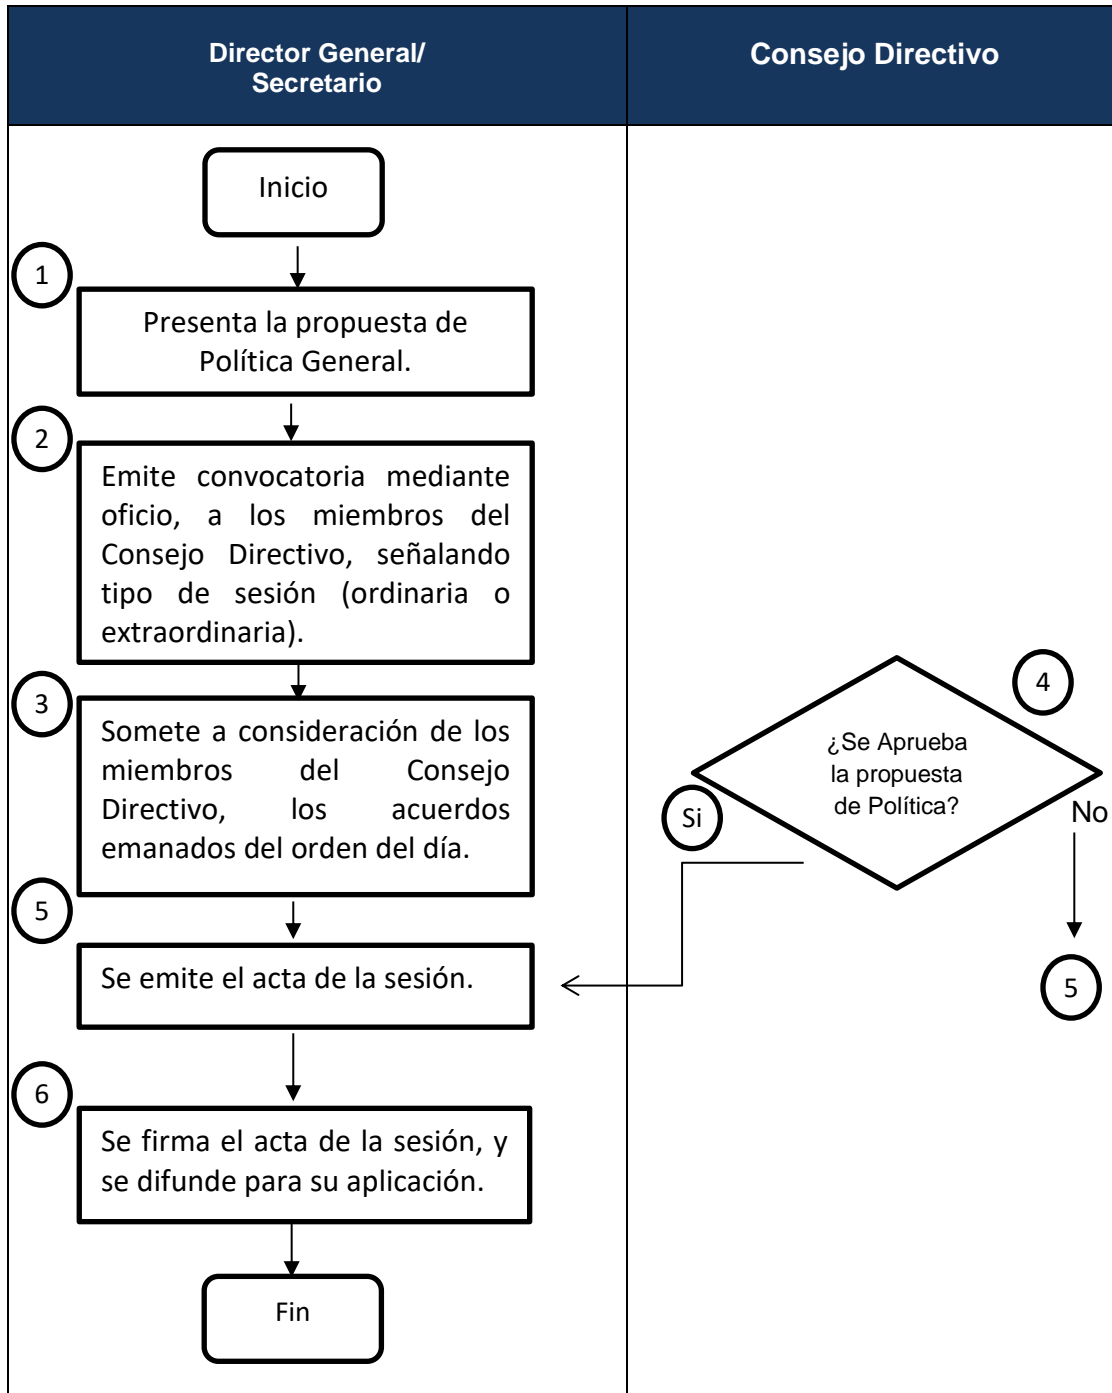 Director General/
Secretario
Consejo Directivo
Inicio
1
Presenta la propuesta de
Política General.
2
Emite convocatoria mediante
oficio, a los miembros del
Consejo Directivo, señalando
tipo de sesión (ordinaria o
extraordinaria).
3
Somete a consideración de los
miembros del Consejo
Directivo, los acuerdos
emanados del orden del día.
4
¿Se Aprueba
la propuesta
de Política?
Si
No
5
5
Se emite el acta de la sesión.
6
Se firma el acta de la sesión, y
se difunde para su aplicación.
Fin